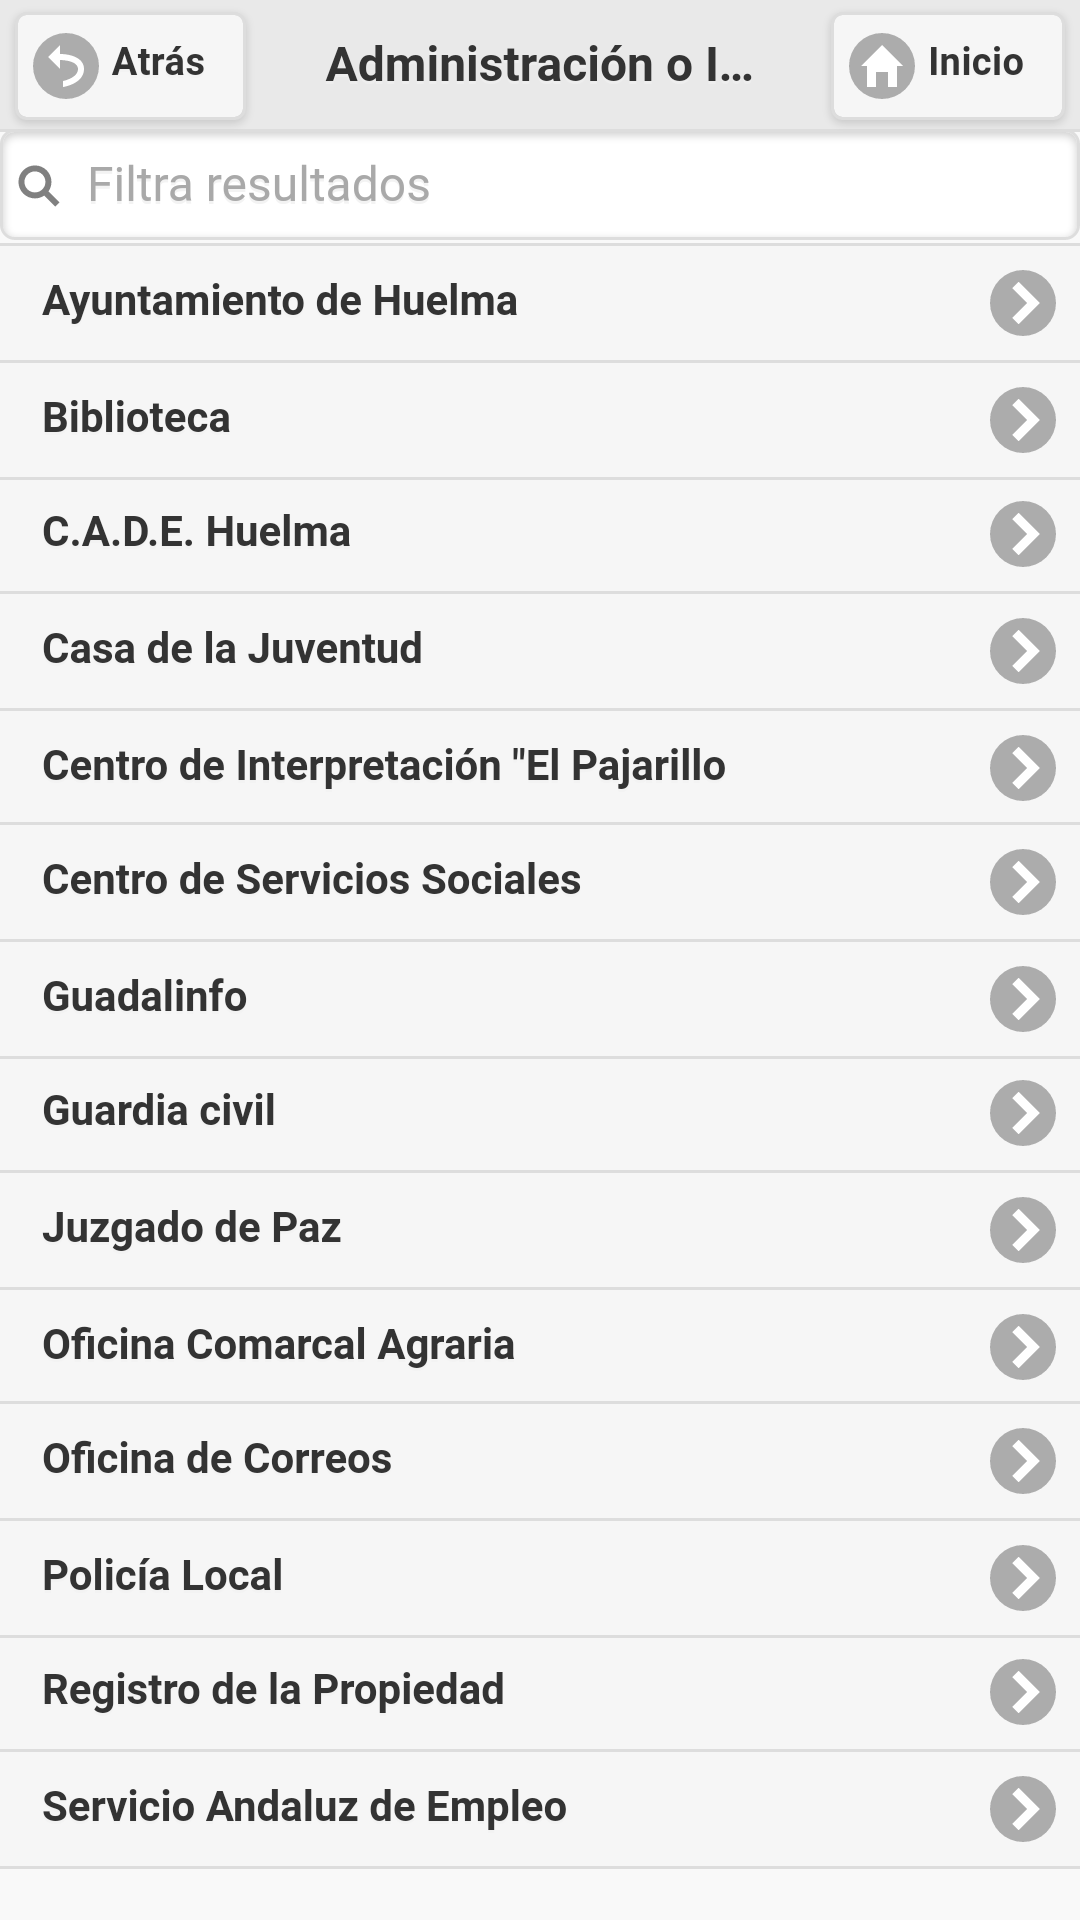 Atrás
Administración o I...
Inicio
Filtra resultados
Ayuntamiento de Huelma
Biblioteca
C.A.D.E. Huelma
Casa de la Juventud
Centro de Interpretación "El Pajarillo
Centro de Servicios Sociales
Guadalinfo
Guardia civil
Juzgado de Paz
Oficina Comarcal Agraria
Oficina de Correos
Policía Local
Registro de la Propiedad
Servicio Andaluz de Empleo